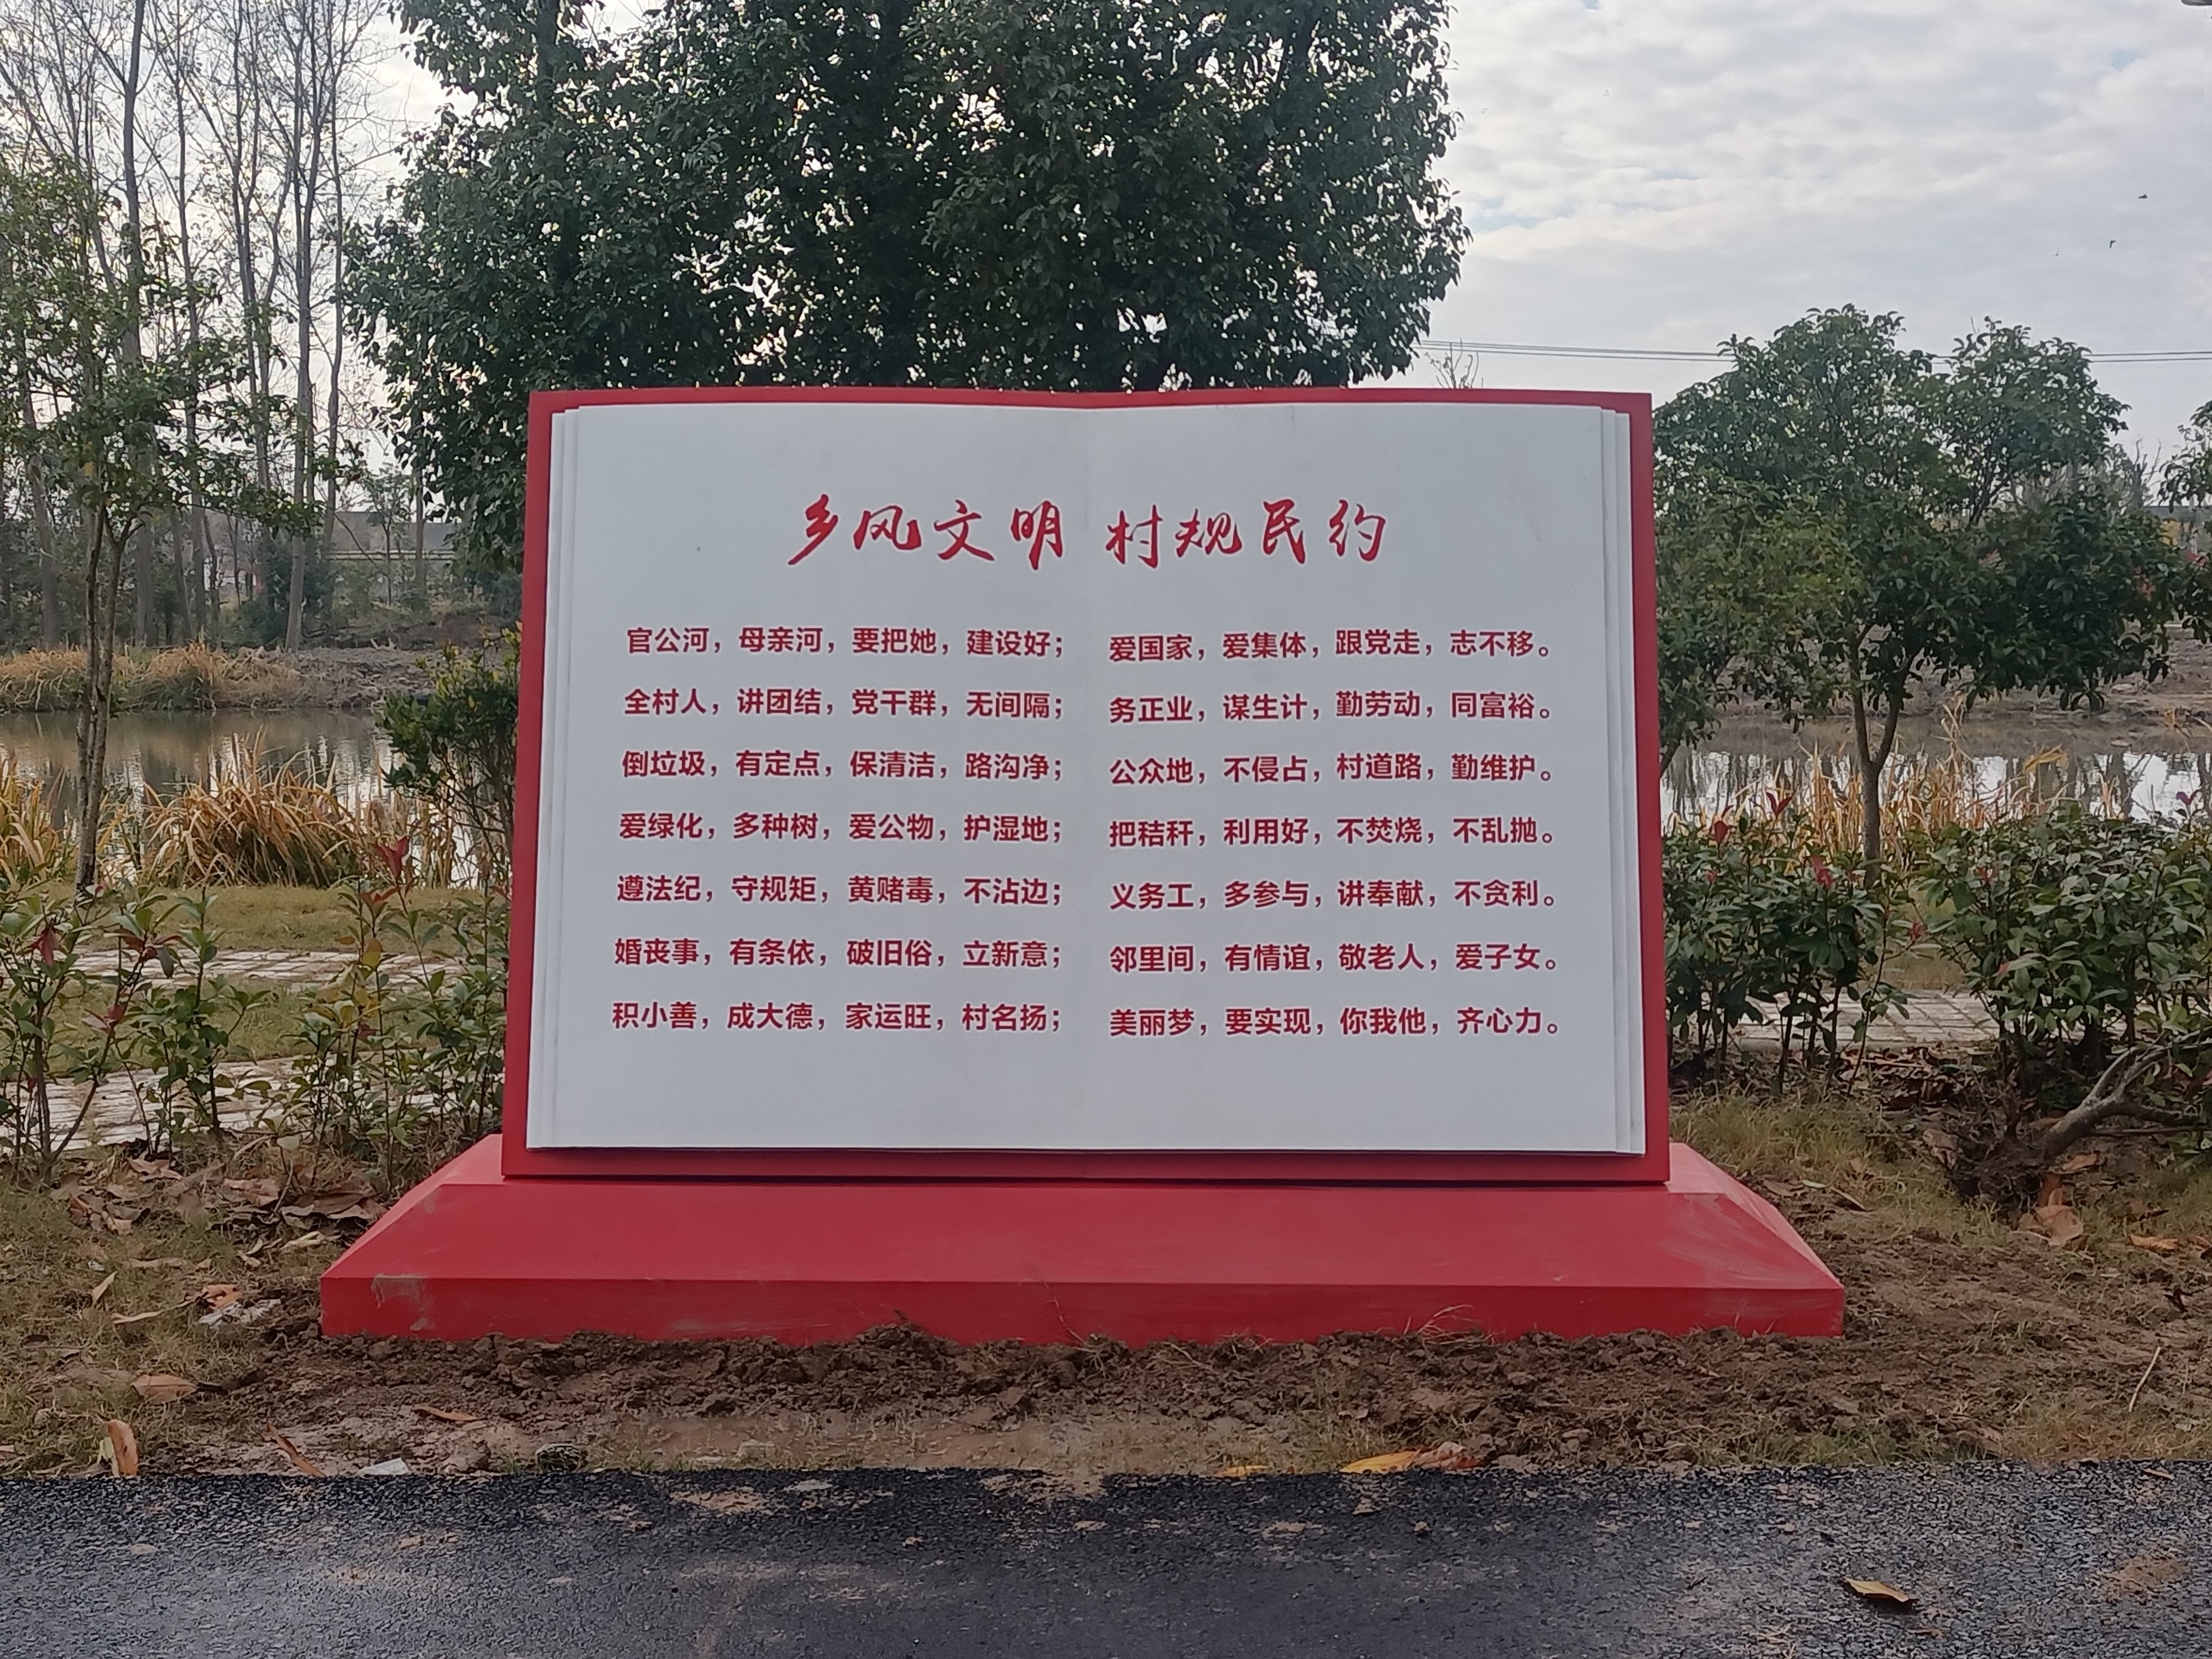 乡风文明 村规民约
官公河，母亲河，要把她，建设好；爱国家，爱集体，跟党走，志不移。
全村人，讲团结，党干群，无间隔；务正业，谋生计，勤劳动，同富裕。
倒垃圾，有定点，保清洁，路沟净；公众地，不侵占，村道路，勤维护。
爱绿化，多种树，爱公物，护湿地；把秸秆，利用好，不焚烧，不乱抛。
遵法纪，守规矩，黄赌毒，不沾边；义务工，多参与，讲奉献，不贪利。
婚丧事，有条依，破旧俗，立新意；邻里间，有情谊，敬老人，爱子女。
积小善，成大德，家运旺，村名扬；美丽梦，要实现，你我他，齐心力。